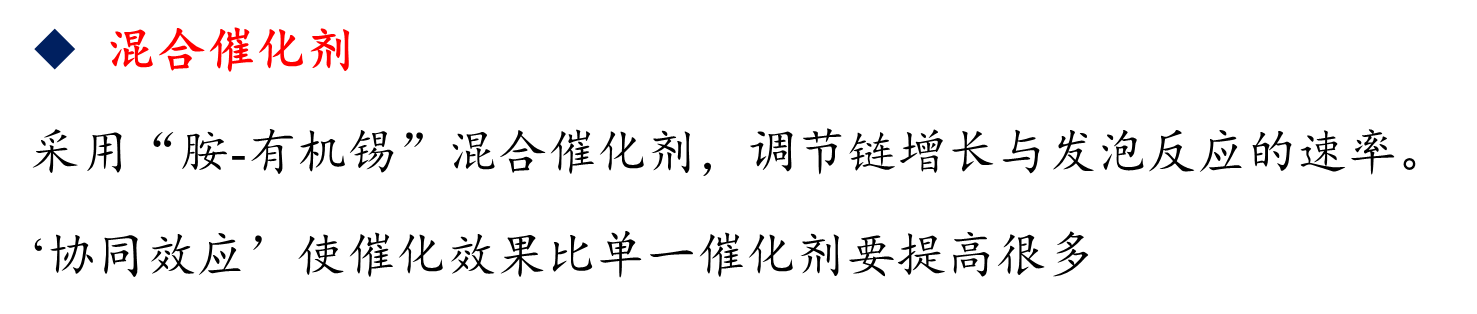 ◆ 混合催化剂
采用“胺-有机锡”混合催化剂，调节链增长与发泡反应的速率。
‘协同效应’使催化效果比单一催化剂要提高很多